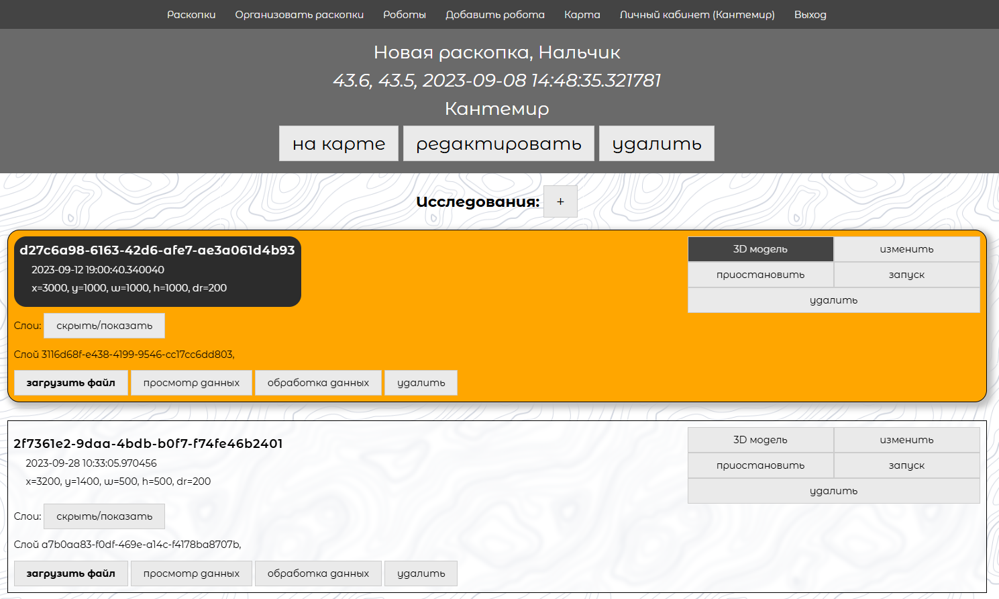 Раскопки Организовать раскопки Роботы Добавить робота Карта Личный кабинет (Кантемир) Выход
Новая раскопка, Нальчик
43.6, 43.5, 2023-09-08 14:48:35.321781
Кантемир
на карте редактировать удалить
Исследования: +
d27c6a98-6163-42d6-afe7-ae3a061d4b93
2023-09-12 19:00:40.340040
x=3000, y=1000, w=1000, h=1000, dr=200
3D модель изменить
приостановить запуск
удалить
Слои: скрыть/показать
Слой 3116d68f-e438-4199-9546-cc17cc6dd803,
загрузить файл просмотр данных обработка данных удалить
2f7361e2-9daa-4bdb-b0f7-f74fe46b2401
2023-09-28 10:33:05.970456
x=3200, y=1400, w=500, h=500, dr=200
3D модель изменить
приостановить запуск
удалить
Слои: скрыть/показать
Слой a7b0aa83-f0df-469e-a14c-f4178ba8707b,
загрузить файл просмотр данных обработка данных удалить